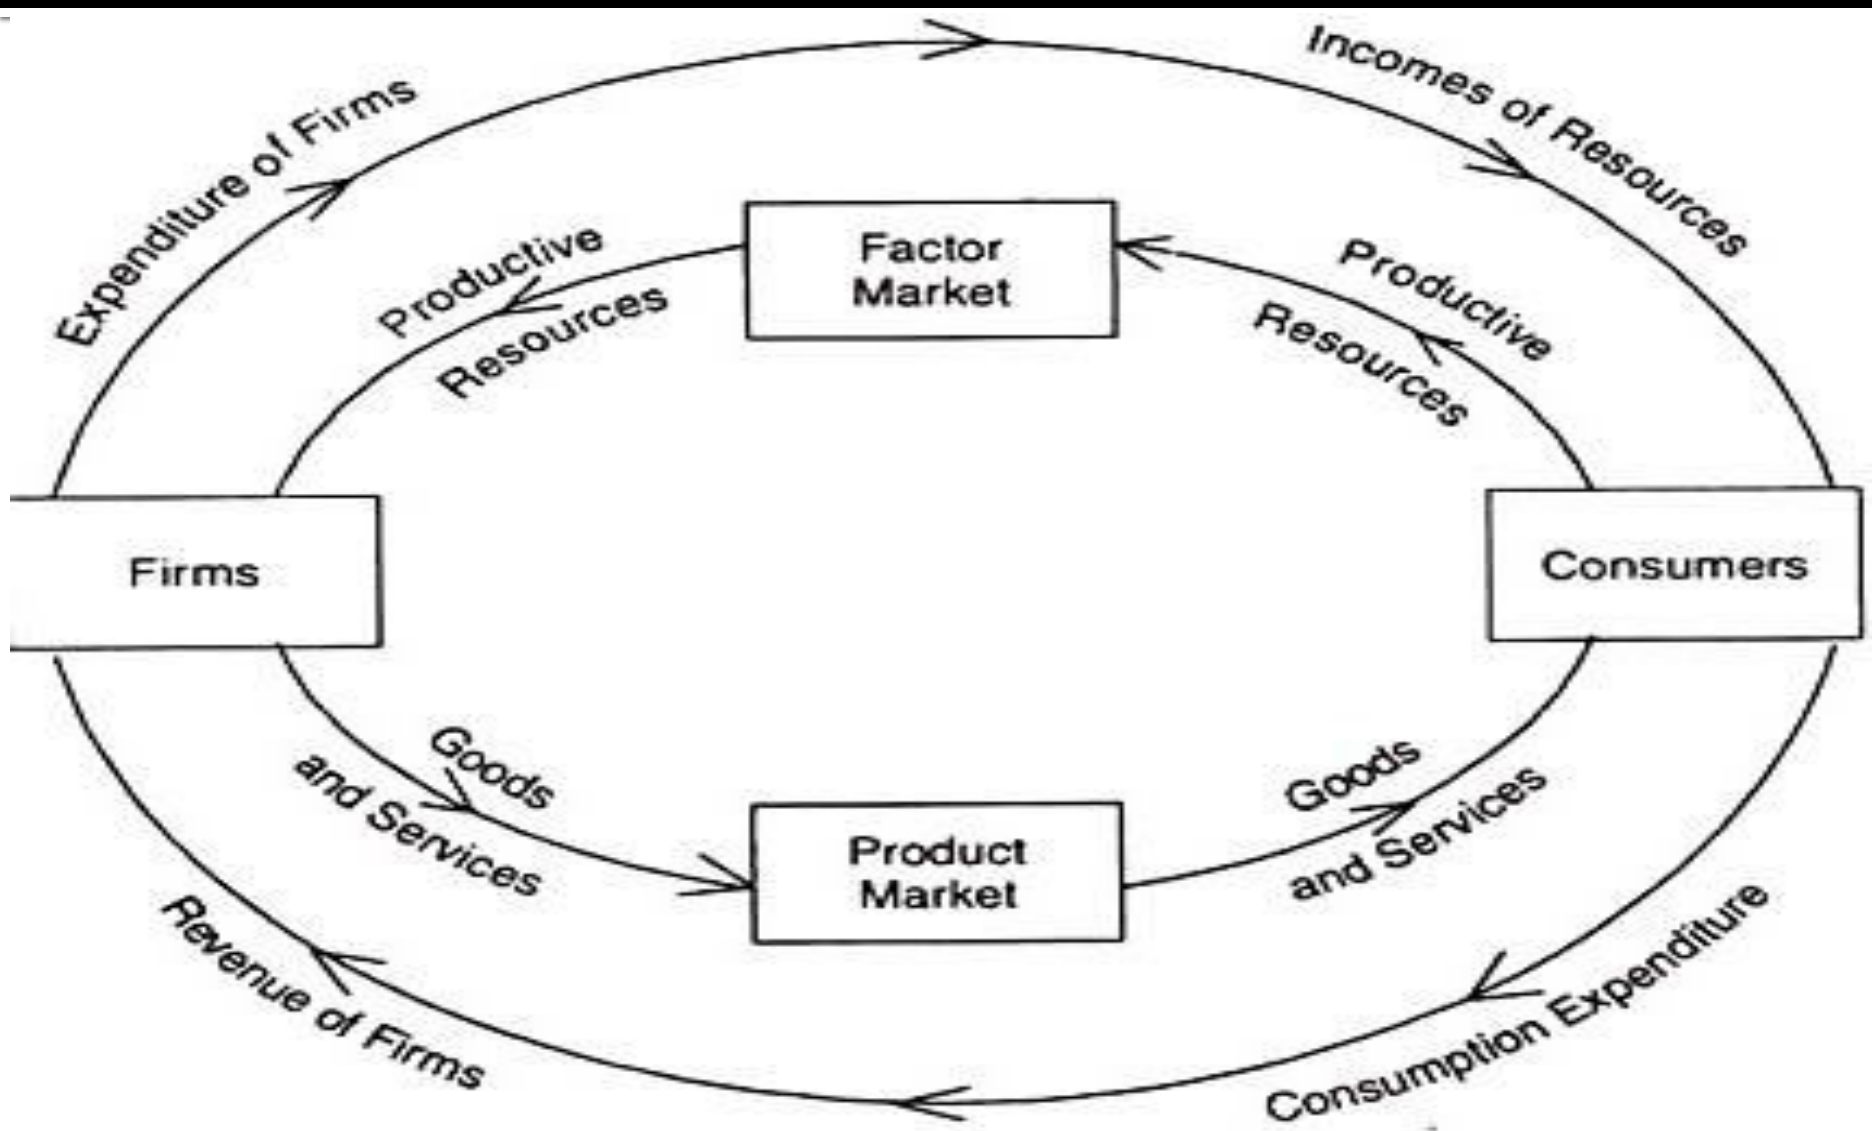 Incomes of Resources
Expenditure of Firms
Productive
Resources
Factor
Market
Productive
Resources
Firms
Consumers
Goods
and Services
Product
Market
Goods
and Services
Revenue of Firms
Consumption Expenditure